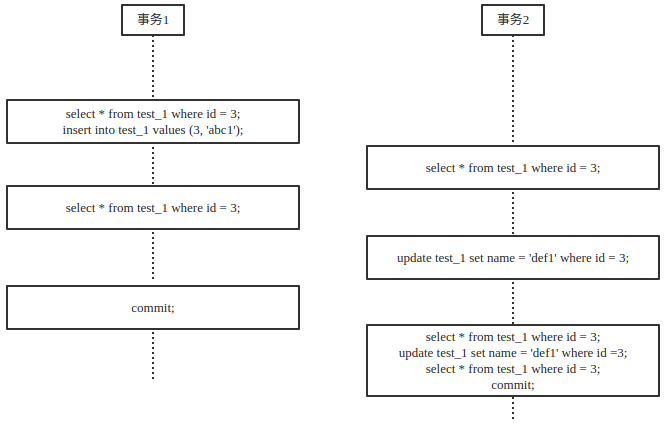 事务1
事务2
select * from test_1 where id = 3;
insert into test_1 values (3, 'abc1');
select * from test_1 where id = 3;
select * from test_1 where id = 3;
update test_1 set name = 'def1' where id = 3;
commit;
select * from test_1 where id = 3;
update test_1 set name = 'def1' where id =3;
select * from test_1 where id = 3;
commit;